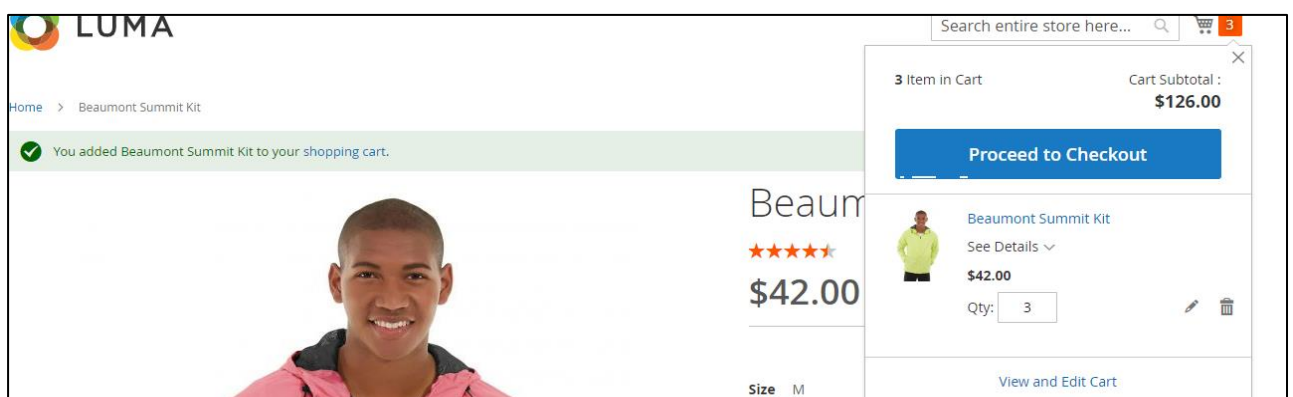 LUMA
Search entire store here...
3
3 Item in Cart
Cart Subtotal :
$126.00
Home > Beaumont Summit Kit
Proceed to Checkout
You added Beaumont Summit Kit to your shopping cart.
Beaum
$42.00
Beaumont Summit Kit
See Details
$42.00
Qty: 3
Size M
View and Edit Cart